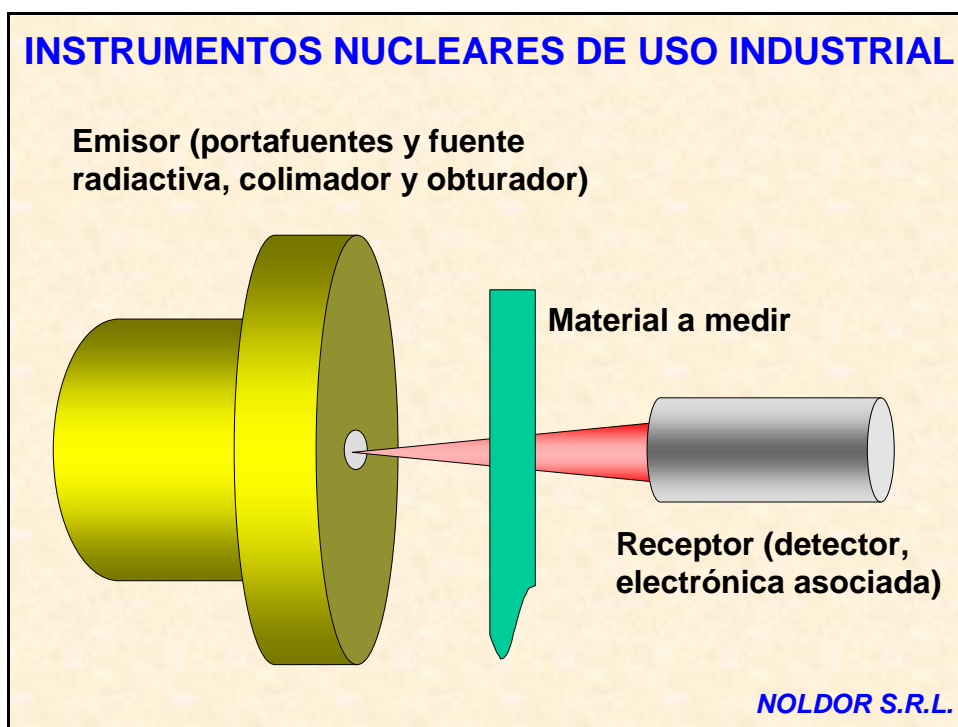 INSTRUMENTOS NUCLEARES DE USO INDUSTRIAL
Emisor (portafuentes y fuente
radiactiva, colimador y obturador)
Material a medir
Receptor (detector,
electrónica asociada)
NOLDOR S.R.L.